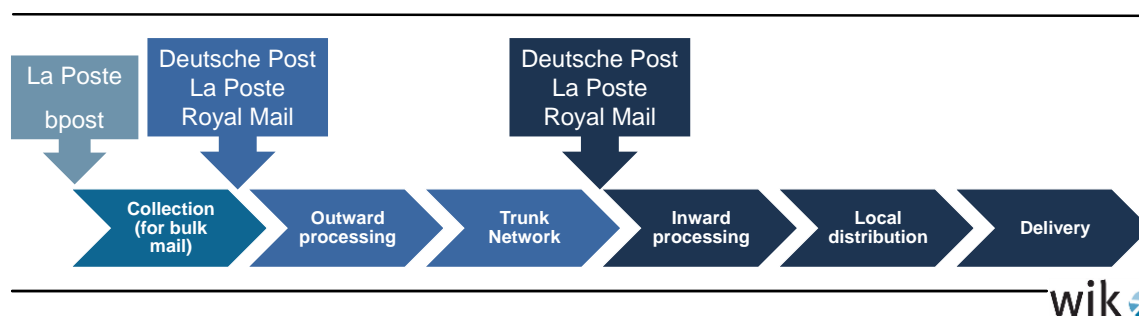 La Poste
bpost
Deutsche Post
La Poste
Royal Mail
Deutsche Post
La Poste
Royal Mail
Collection
(for bulk
mail)
Outward
processing
Trunk
Network
Inward
processing
Local
distribution
Delivery
wik